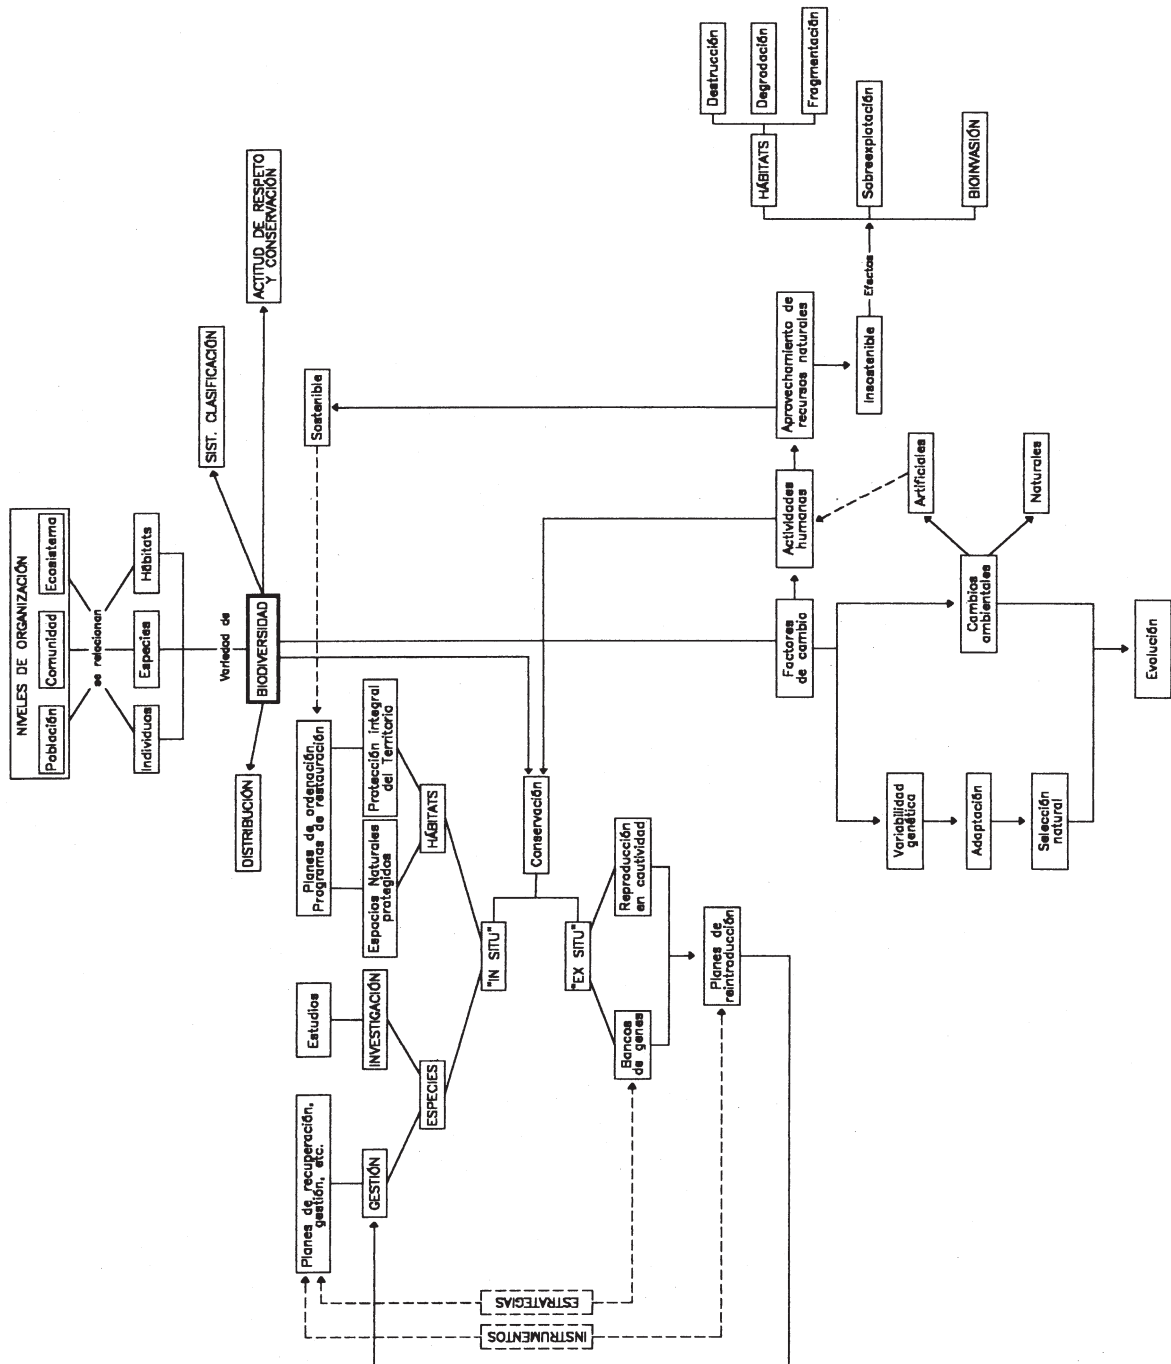 NIVELES DE ORGANIZACIÓN
Población
Comunidad
Ecosistema
se relacionan
Individuos
Especies
Hábitats
Variedad de
BIODIVERSIDAD
DISTRIBUCIÓN
SIST. CLASIFICACIÓN
ACTITUD DE RESPETO
Y CONSERVACIÓN
Planes de recuperación,
gestión, etc.
Estudios
Planes de ordenación
Programas de restauración
Sostenible
GESTIÓN
INVESTIGACIÓN
Espacios Naturales
protegidos
Protección integral
del Territorio
ESPECIES
HÁBITATS
"IN SITU"
Conservación
"EX SITU"
INSTRUMENTOS
ESTRATEGIAS
Bancos
de genes
Reproducción
en cautividad
Planes de
reintroducción
Factores
de cambio
Actividades
humanas
Aprovechamiento de
recursos naturales
Insostenible
Efectos
HÁBITATS
Destrucción
Degradación
Fragmentación
Sobreexplotación
BIOINVASIÓN
Variabilidad
genética
Adaptación
Selección
natural
Cambios
ambientales
Artificiales
Naturales
Evolución